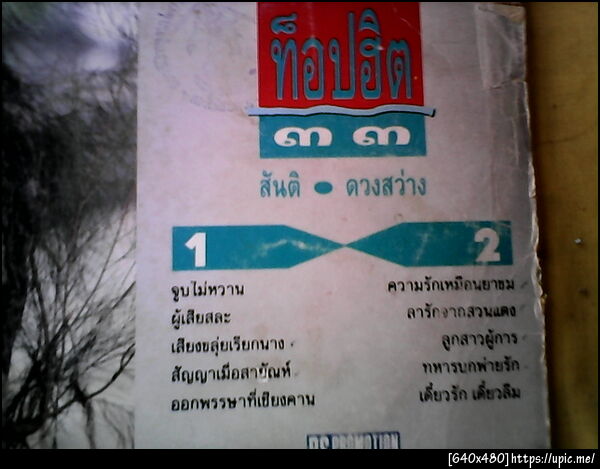 ท็อปฮิต
๓๓
สันติ • ดวงสว่าง
1 2
จูบไม่หวาน
ผู้เสียสละ
เสียงขลุ่ยเรียกนาง
สัญญาเมื่อสายัณห์
ออกพรรษาที่เชียงคาน
ความรักเหมือนยาขม
ลารักจากสวนแตง
ลูกสาวผู้การ
ทหารบกพ่ายรัก
เดี๋ยวรัก เดี๋ยวลืม
RS PROMOTION
[640x480]https://upic.me/